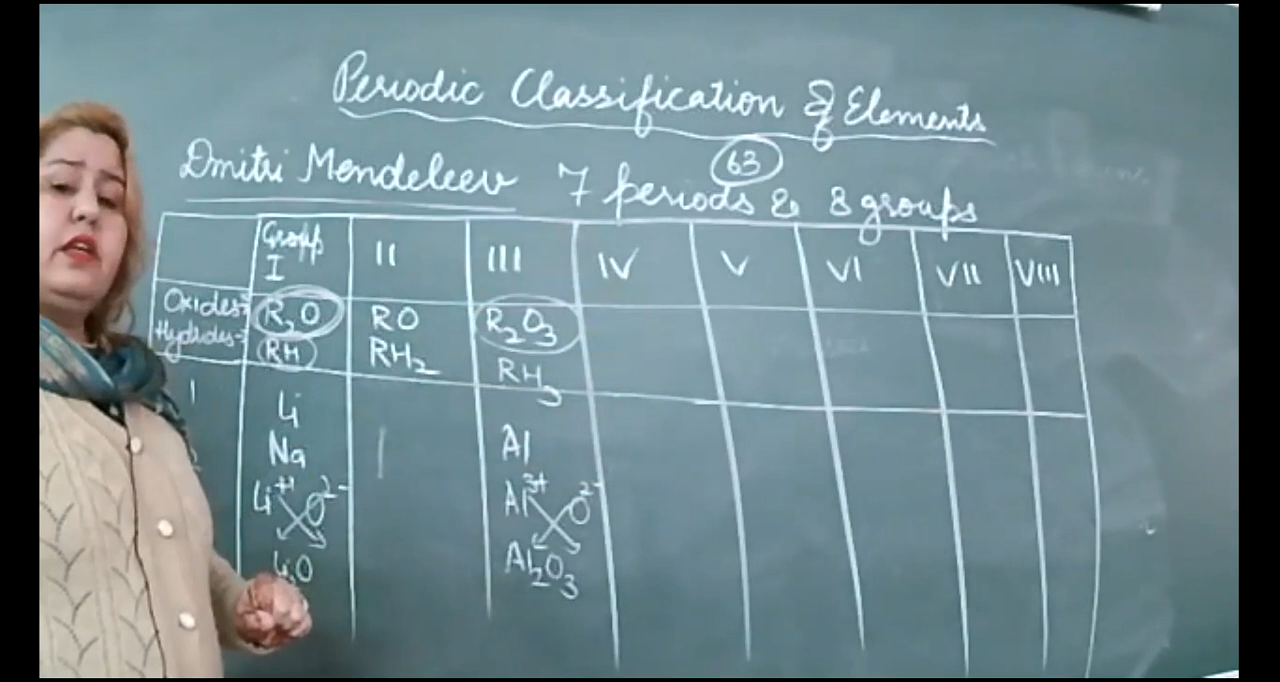 Periodic Classification of Elements
Dmitri Mendeleev 7 periods & 8 groups
63
Group I II III IV V VI VII VIII
Oxides→ R₂O RO R₂O₃
Hydrides→ RH RH₂ RH₃
1 Li
Na Al
Li⁺¹ O²⁻ Al³⁺ O²⁻
Li₂O Al₂O₃